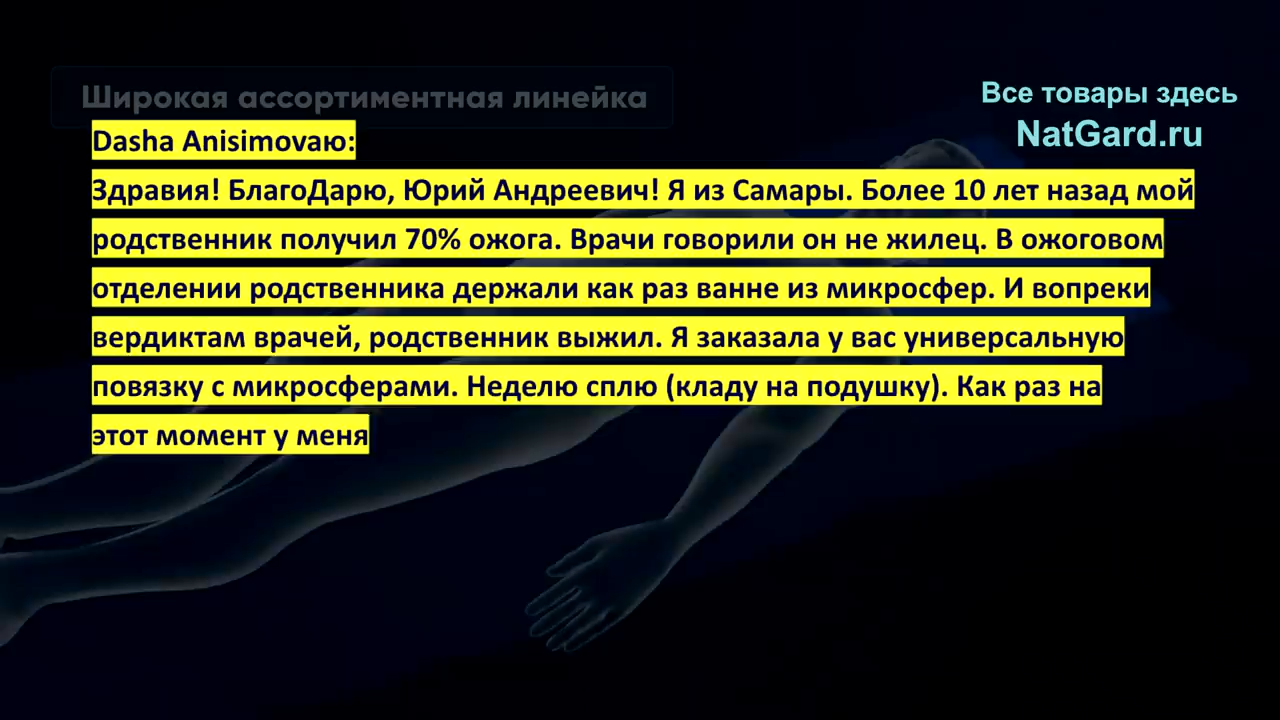 Широкая ассортиментная линейка
Все товары здесь
NatGard.ru
Dasha Anisimovaю:
Здравия! БлагоДарю, Юрий Андреевич! Я из Самары. Более 10 лет назад мой
родственник получил 70% ожога. Врачи говорили он не жилец. В ожоговом
отделении родственника держали как раз ванне из микросфер. И вопреки
вердиктам врачей, родственник выжил. Я заказала у вас универсальную
повязку с микросферами. Неделю сплю (кладу на подушку). Как раз на
этот момент у меня